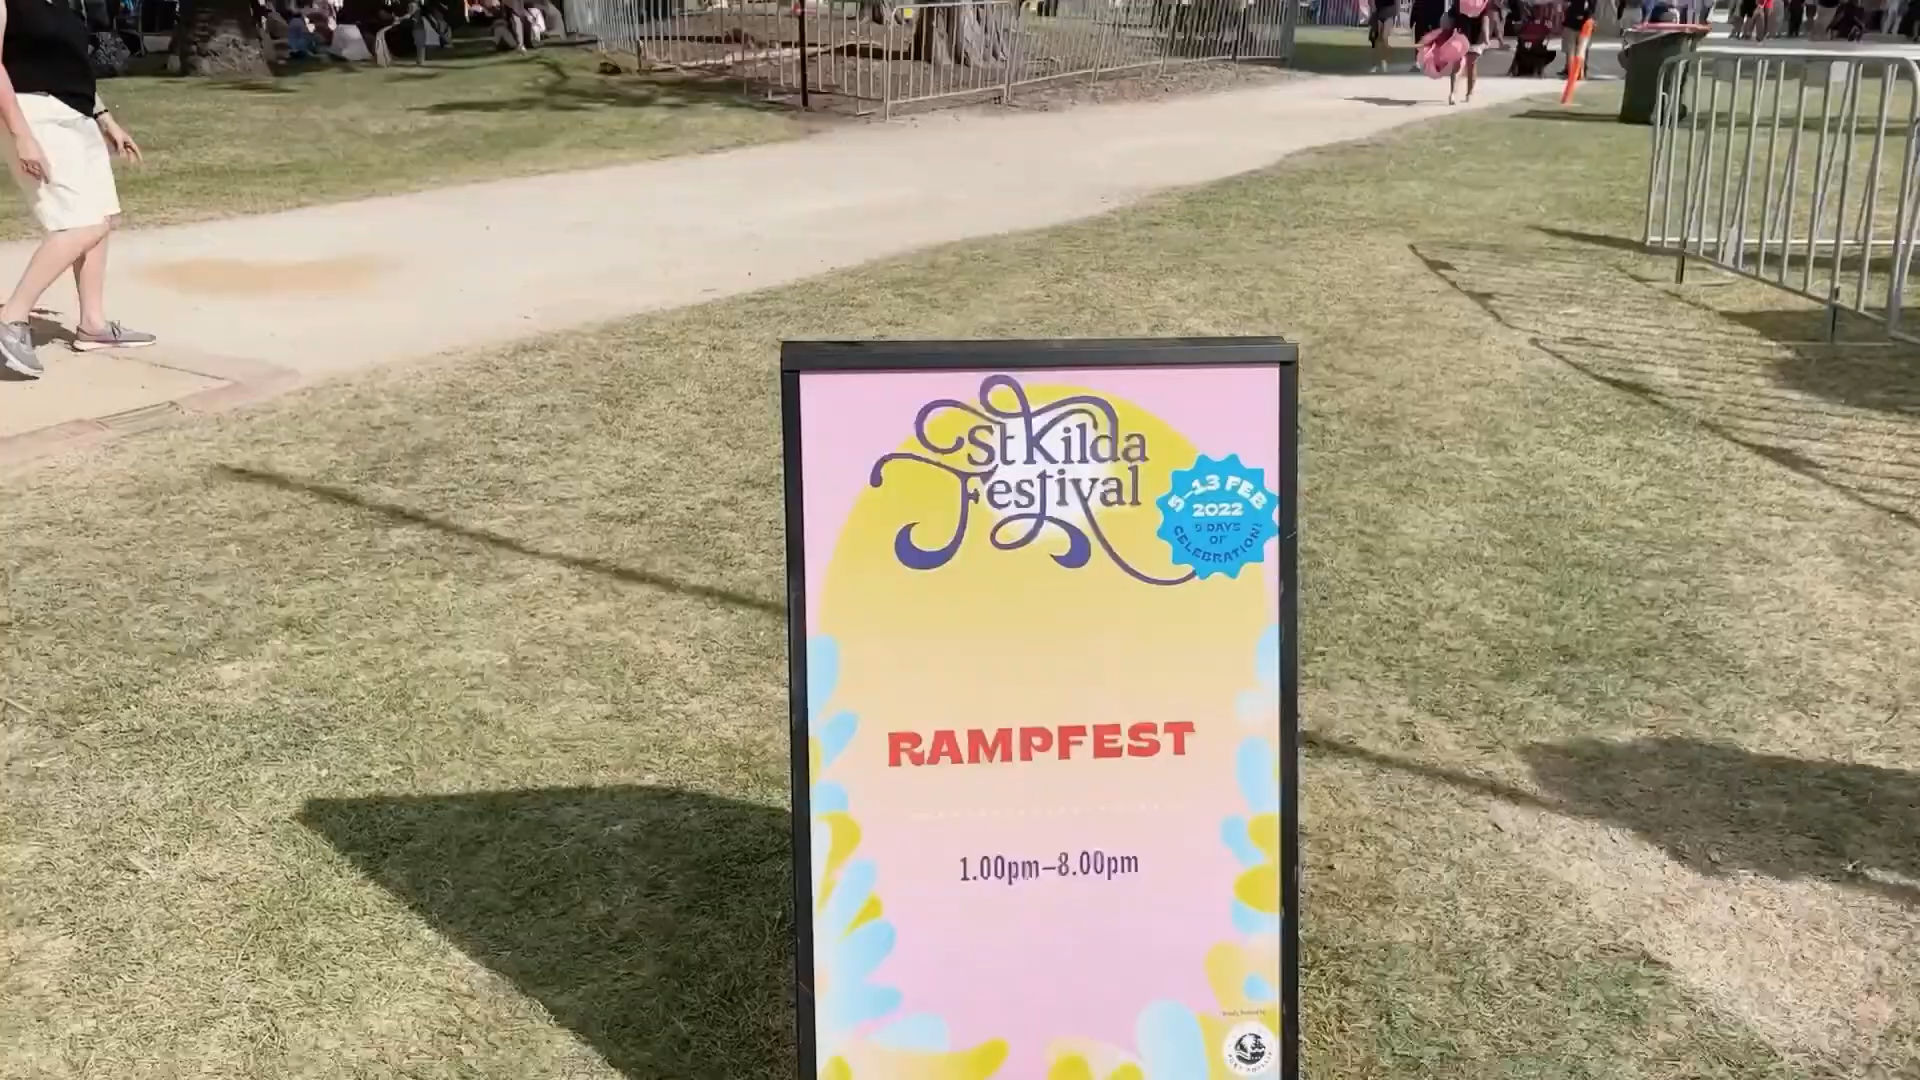 St Kilda
Festival
5–13 FEB
2022
9 DAYS
OF
CELEBRATION!
RAMPFEST
1.00pm–8.00pm